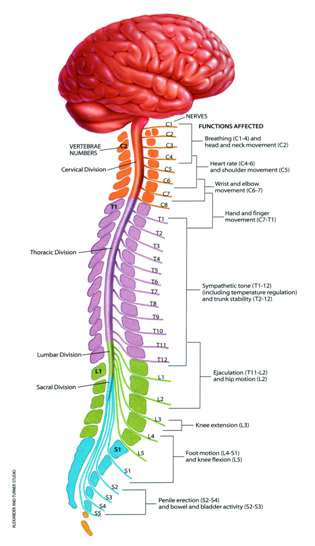 NERVES
C1
FUNCTIONS AFFECTED
C2
Breathing (C1-4) and
head and neck movement (C2)
VERTEBRAE
NUMBERS
C2
C3
C4
Cervical Division
C5
Heart rate (C4-6)
and shoulder movement (C5)
C6
Wrist and elbow
movement (C6-7)
C7
C8
T1
Hand and finger
movement (C7-T1)
T1
T2
T3
Thoracic Division
T4
T5
T6
T7
Sympathetic tone (T1-12)
(including temperature regulation)
and trunk stability (T2-12)
T8
T9
T10
T11
Lumbar Division
T12
L1
Ejaculation (T11-L2)
and hip motion (L2)
L1
Sacral Division
L2
L3
Knee extension (L3)
L4
S1
L5
Foot motion (L4-S1)
and knee flexion (L5)
S1
S2
S3
Penile erection (S2-S4)
and bowel and bladder activity (S2-S3)
S4
S5
ALEXANDER AND TURNER STUDIO